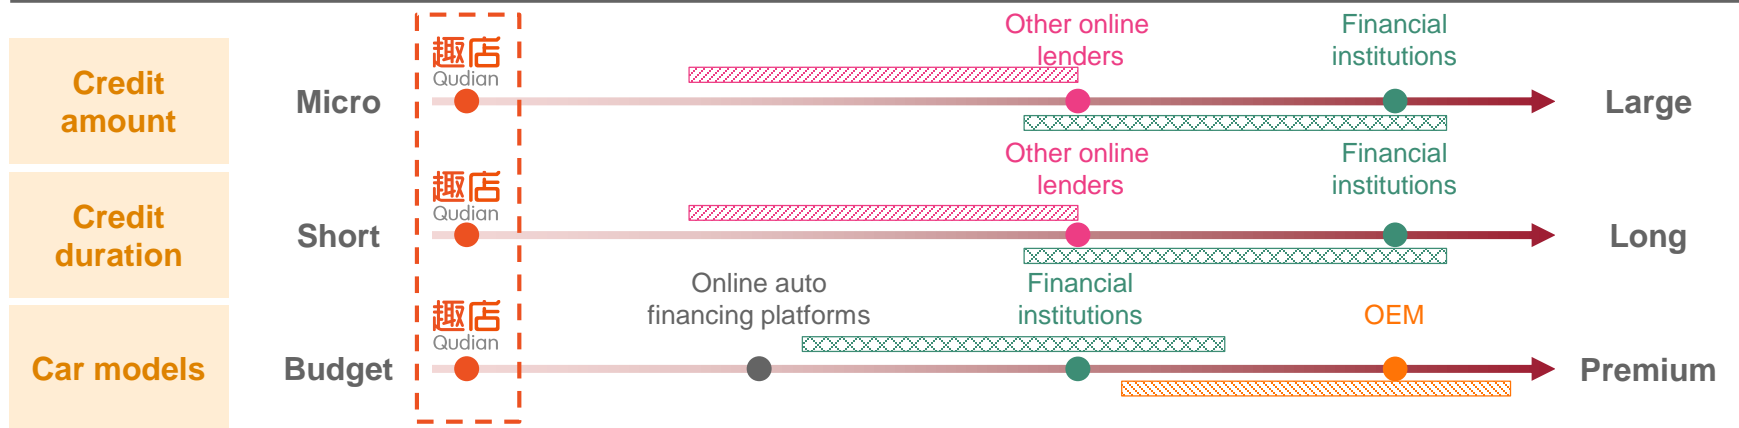 Credit
amount
Micro
趣店
Qudian
Other online
lenders
Financial
institutions
Large
Credit
duration
Short
趣店
Qudian
Other online
lenders
Financial
institutions
Long
Car models
Budget
趣店
Qudian
Online auto
financing platforms
Financial
institutions
OEM
Premium